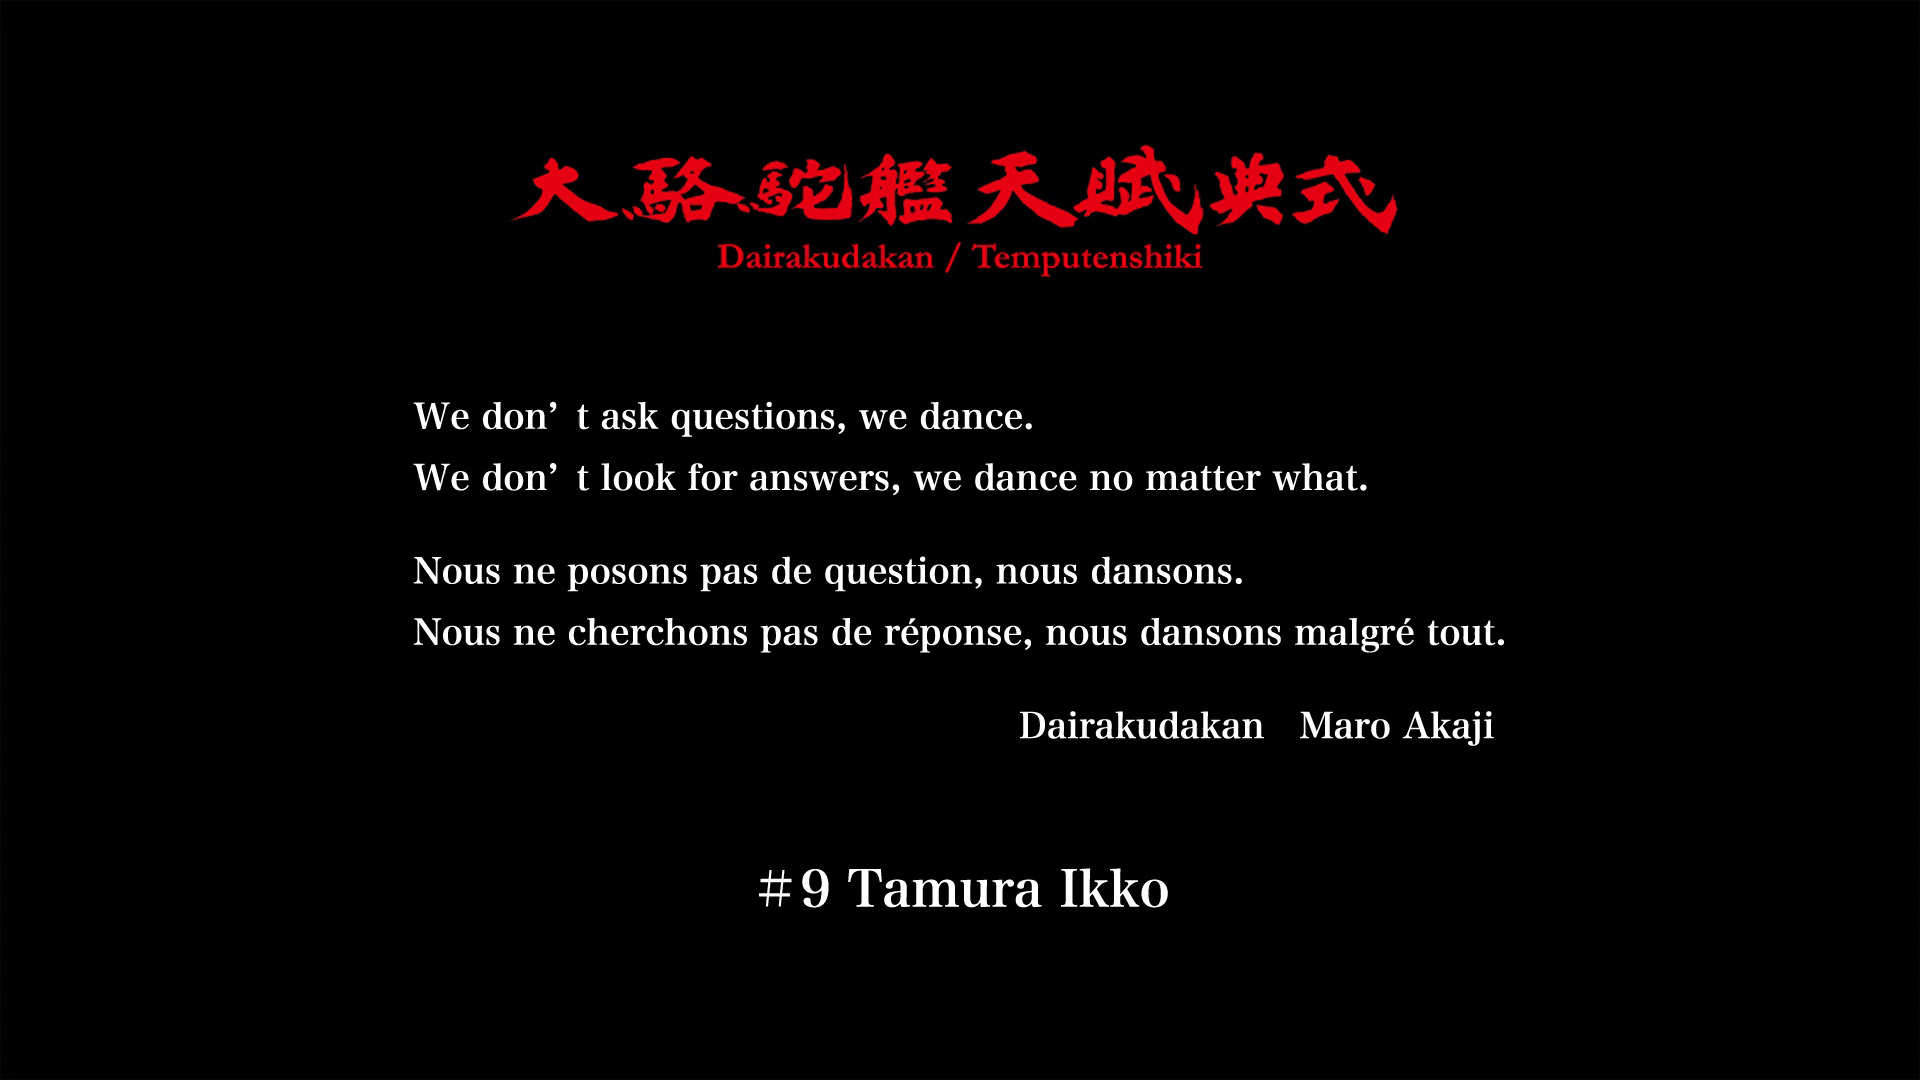 大駱駝艦天賦典式
Dairakudakan / Temputenshiki
We don’t ask questions, we dance.
We don’t look for answers, we dance no matter what.
Nous ne posons pas de question, nous dansons.
Nous ne cherchons pas de réponse, nous dansons malgré tout.
Dairakudakan　Maro Akaji
＃9 Tamura Ikko